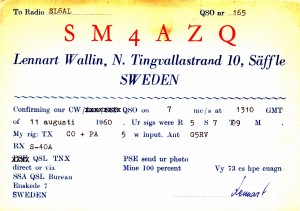 To Radio SL6AL QSO nr 165
SM4AZQ
Lennart Wallin, N. Tingvallastrand 10, Säffle
SWEDEN
Confirming our CW/ QSO on 7 mc/s at 1310 GMT
of 11 augusti 1960. Ur sigs were R 5 S 7 T 9 M .
My rig: TX CO + PA 5 w input. Ant G5RV
RX S-40A
QSL TNX PSE send ur photo
direct or via Mine 100 percent Vy 73 es hpe cuagn
SSA QSL Bureau
Enskede 7
SWEDEN Lennart